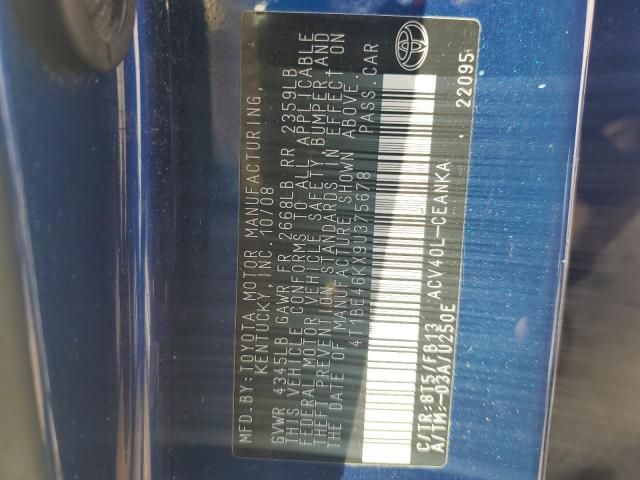 MFD. BY:TOYOTA MOTOR MANUFACTURING,
KENTUCKY, INC. 10/08
GVWR 4345LB GAWR FR 2668LB RR 2359LB
THIS VEHICLE CONFORMS TO ALL APPLICABLE
FEDERAL MOTOR VEHICLE SAFETY BUMPER AND
THEFT PREVENTION STANDARDS IN EFFECT ON
THE DATE OF MANUFACTURE SHOWN ABOVE.
4T1BE46KX9U375678 PASS.CAR
C/TR:8T5/FB13 ACV40L-CEANKA
A/TM:-03A/U250E 22095